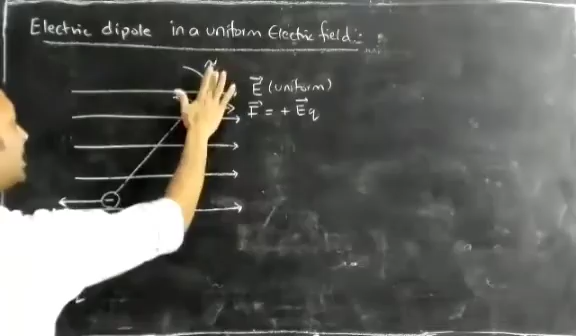 Electric dipole in a uniform Electric field :-
E⃗ (uniform)
F⃗ = + E⃗q
−